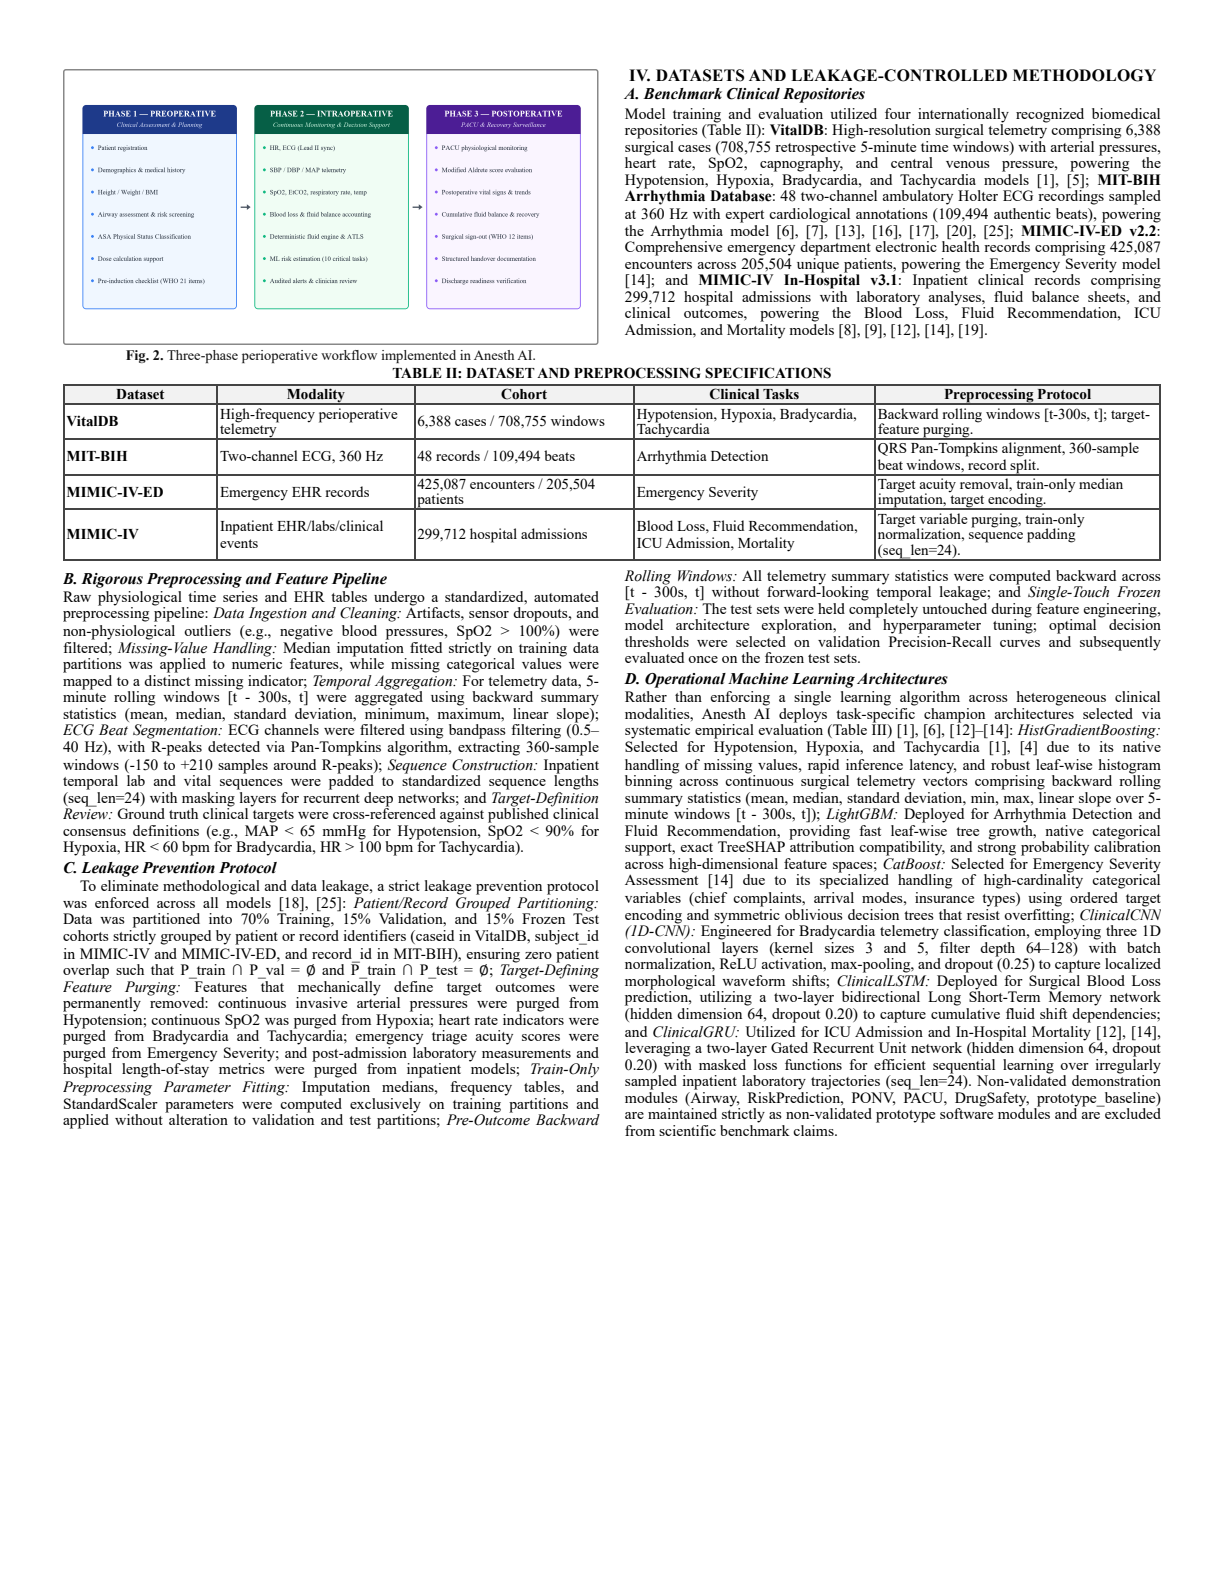 PHASE 1 — PREOPERATIVE
Clinical Assessment & Planning
Patient registration
Demographics & medical history
Height / Weight / BMI
Airway assessment & risk screening
ASA Physical Status Classification
Dose calculation support
Pre-induction checklist (WHO 21 items)
PHASE 2 — INTRAOPERATIVE
Continuous Monitoring & Decision Support
HR, ECG (Lead II sync)
SBP / DBP / MAP telemetry
SpO2, EtCO2, respiratory rate, temp
Blood loss & fluid balance accounting
Deterministic fluid engine & ATLS
ML risk estimation (10 critical tasks)
Audited alerts & clinician review
PHASE 3 — POSTOPERATIVE
PACU & Recovery Surveillance
PACU physiological monitoring
Modified Aldrete score evaluation
Postoperative vital signs & trends
Cumulative fluid balance & recovery
Surgical sign-out (WHO 12 items)
Structured handover documentation
Discharge readiness verification
Fig. 2. Three-phase perioperative workflow implemented in Anesth AI.
IV. DATASETS AND LEAKAGE-CONTROLLED METHODOLOGY
A. Benchmark Clinical Repositories
Model training and evaluation utilized four internationally recognized biomedical
repositories (Table II): VitalDB: High-resolution surgical telemetry comprising 6,388
surgical cases (708,755 retrospective 5-minute time windows) with arterial pressures,
heart rate, SpO2, capnography, and central venous pressure, powering the
Hypotension, Hypoxia, Bradycardia, and Tachycardia models [1], [5]; MIT-BIH
Arrhythmia Database: 48 two-channel ambulatory Holter ECG recordings sampled
at 360 Hz with expert cardiological annotations (109,494 authentic beats), powering
the Arrhythmia model [6], [7], [13], [16], [17], [20], [25]; MIMIC-IV-ED v2.2:
Comprehensive emergency department electronic health records comprising 425,087
encounters across 205,504 unique patients, powering the Emergency Severity model
[14]; and MIMIC-IV In-Hospital v3.1: Inpatient clinical records comprising
299,712 hospital admissions with laboratory analyses, fluid balance sheets, and
clinical outcomes, powering the Blood Loss, Fluid Recommendation, ICU
Admission, and Mortality models [8], [9], [12], [14], [19].
TABLE II: DATASET AND PREPROCESSING SPECIFICATIONS
Dataset Modality Cohort Clinical Tasks Preprocessing Protocol
VitalDB
High-frequency perioperative
telemetry
6,388 cases / 708,755 windows
Hypotension, Hypoxia, Bradycardia,
Tachycardia
Backward rolling windows [t-300s, t]; target-
feature purging.
MIT-BIH
Two-channel ECG, 360 Hz
48 records / 109,494 beats
Arrhythmia Detection
QRS Pan-Tompkins alignment, 360-sample
beat windows, record split.
MIMIC-IV-ED
Emergency EHR records
425,087 encounters / 205,504
patients
Emergency Severity
Target acuity removal, train-only median
imputation, target encoding.
MIMIC-IV
Inpatient EHR/labs/clinical
events
299,712 hospital admissions
Blood Loss, Fluid Recommendation,
ICU Admission, Mortality
Target variable purging, train-only
normalization, sequence padding
(seq_len=24).
B. Rigorous Preprocessing and Feature Pipeline
Raw physiological time series and EHR tables undergo a standardized, automated
preprocessing pipeline: Data Ingestion and Cleaning: Artifacts, sensor dropouts, and
non-physiological outliers (e.g., negative blood pressures, SpO2 > 100%) were
filtered; Missing-Value Handling: Median imputation fitted strictly on training data
partitions was applied to numeric features, while missing categorical values were
mapped to a distinct missing indicator; Temporal Aggregation: For telemetry data, 5-
minute rolling windows [t - 300s, t] were aggregated using backward summary
statistics (mean, median, standard deviation, minimum, maximum, linear slope);
ECG Beat Segmentation: ECG channels were filtered using bandpass filtering (0.5–
40 Hz), with R-peaks detected via Pan-Tompkins algorithm, extracting 360-sample
windows (-150 to +210 samples around R-peaks); Sequence Construction: Inpatient
temporal lab and vital sequences were padded to standardized sequence lengths
(seq_len=24) with masking layers for recurrent deep networks; and Target-Definition
Review: Ground truth clinical targets were cross-referenced against published clinical
consensus definitions (e.g., MAP < 65 mmHg for Hypotension, SpO2 < 90% for
Hypoxia, HR < 60 bpm for Bradycardia, HR > 100 bpm for Tachycardia).
C. Leakage Prevention Protocol
To eliminate methodological and data leakage, a strict leakage prevention protocol
was enforced across all models [18], [25]: Patient/Record Grouped Partitioning:
Data was partitioned into 70% Training, 15% Validation, and 15% Frozen Test
cohorts strictly grouped by patient or record identifiers (caseid in VitalDB, subject_id
in MIMIC-IV and MIMIC-IV-ED, and record_id in MIT-BIH), ensuring zero patient
overlap such that P_train ∩ P_val = ∅ and P_train ∩ P_test = ∅; Target-Defining
Feature Purging: Features that mechanically define target outcomes were
permanently removed: continuous invasive arterial pressures were purged from
Hypotension; continuous SpO2 was purged from Hypoxia; heart rate indicators were
purged from Bradycardia and Tachycardia; emergency triage acuity scores were
purged from Emergency Severity; and post-admission laboratory measurements and
hospital length-of-stay metrics were purged from inpatient models; Train-Only
Preprocessing Parameter Fitting: Imputation medians, frequency tables, and
StandardScaler parameters were computed exclusively on training partitions and
applied without alteration to validation and test partitions; Pre-Outcome Backward
Rolling Windows: All telemetry summary statistics were computed backward across
[t - 300s, t] without forward-looking temporal leakage; and Single-Touch Frozen
Evaluation: The test sets were held completely untouched during feature engineering,
model architecture exploration, and hyperparameter tuning; optimal decision
thresholds were selected on validation Precision-Recall curves and subsequently
evaluated once on the frozen test sets.
D. Operational Machine Learning Architectures
Rather than enforcing a single learning algorithm across heterogeneous clinical
modalities, Anesth AI deploys task-specific champion architectures selected via
systematic empirical evaluation (Table III) [1], [6], [12]–[14]: HistGradientBoosting:
Selected for Hypotension, Hypoxia, and Tachycardia [1], [4] due to its native
handling of missing values, rapid inference latency, and robust leaf-wise histogram
binning across continuous surgical telemetry vectors comprising backward rolling
summary statistics (mean, median, standard deviation, min, max, linear slope over 5-
minute windows [t - 300s, t]); LightGBM: Deployed for Arrhythmia Detection and
Fluid Recommendation, providing fast leaf-wise tree growth, native categorical
support, exact TreeSHAP attribution compatibility, and strong probability calibration
across high-dimensional feature spaces; CatBoost: Selected for Emergency Severity
Assessment [14] due to its specialized handling of high-cardinality categorical
variables (chief complaints, arrival modes, insurance types) using ordered target
encoding and symmetric oblivious decision trees that resist overfitting; ClinicalCNN
(1D-CNN): Engineered for Bradycardia telemetry classification, employing three 1D
convolutional layers (kernel sizes 3 and 5, filter depth 64–128) with batch
normalization, ReLU activation, max-pooling, and dropout (0.25) to capture localized
morphological waveform shifts; ClinicalLSTM: Deployed for Surgical Blood Loss
prediction, utilizing a two-layer bidirectional Long Short-Term Memory network
(hidden dimension 64, dropout 0.20) to capture cumulative fluid shift dependencies;
and ClinicalGRU: Utilized for ICU Admission and In-Hospital Mortality [12], [14],
leveraging a two-layer Gated Recurrent Unit network (hidden dimension 64, dropout
0.20) with masked loss functions for efficient sequential learning over irregularly
sampled inpatient laboratory trajectories (seq_len=24). Non-validated demonstration
modules (Airway, RiskPrediction, PONV, PACU, DrugSafety, prototype_baseline)
are maintained strictly as non-validated prototype software modules and are excluded
from scientific benchmark claims.